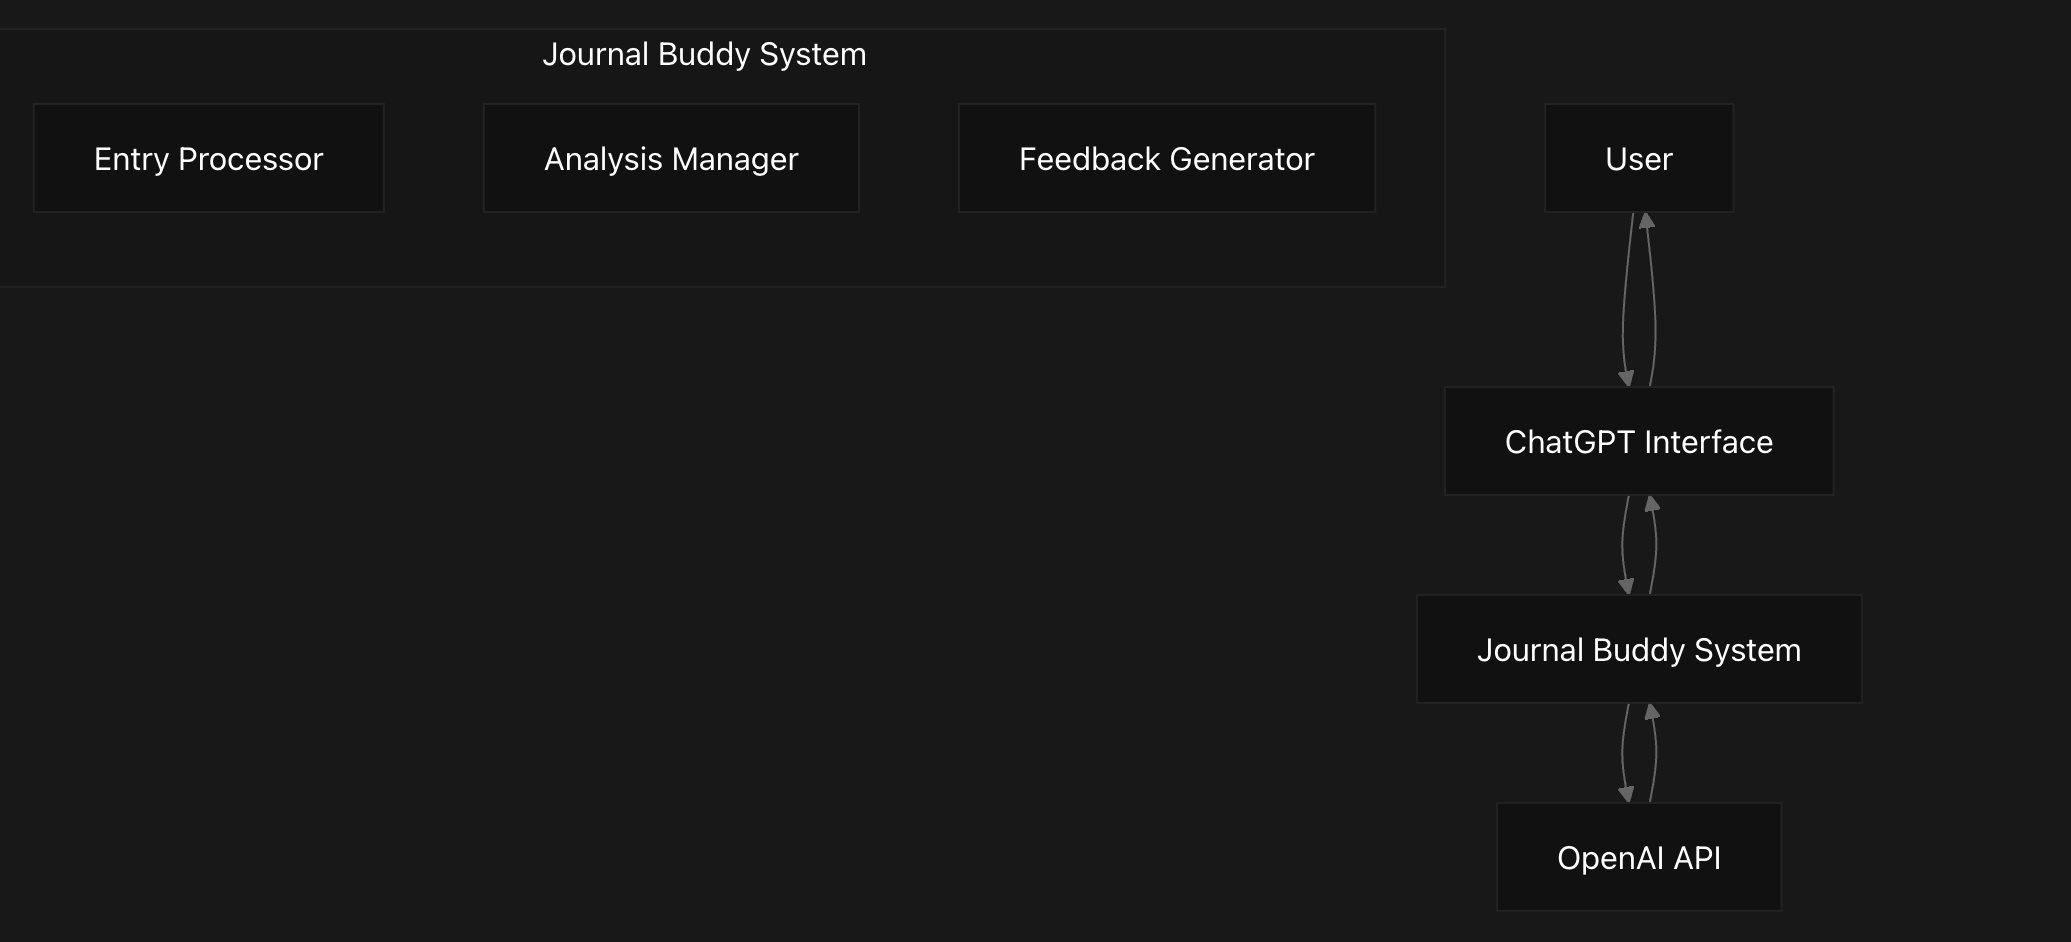 Journal Buddy System
Entry Processor
Analysis Manager
Feedback Generator
User
ChatGPT Interface
Journal Buddy System
OpenAI API